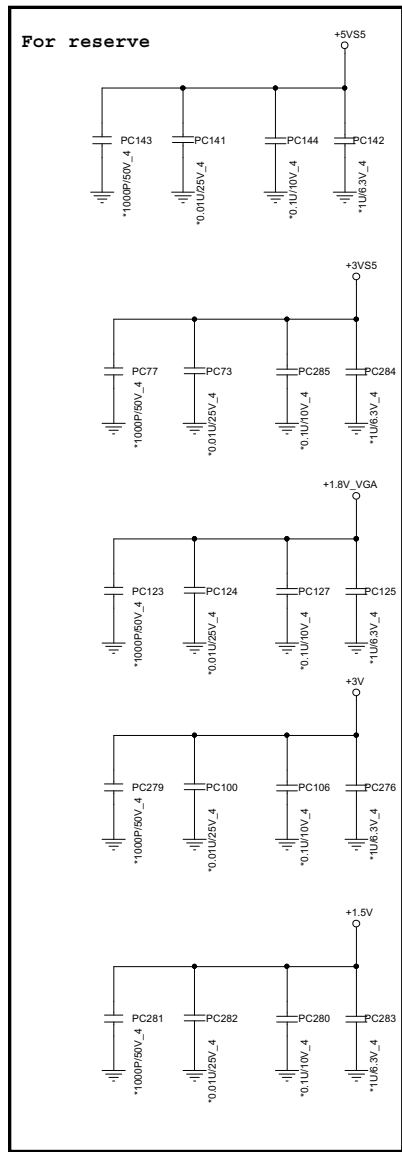 For reserve
+5VS5
PC143
PC141
PC144
PC142
*1000P/50V_4
*0.01U/25V_4
*0.1U/10V_4
*1U/6.3V_4
+3VS5
PC77
PC73
PC285
PC284
*1000P/50V_4
*0.01U/25V_4
*0.1U/10V_4
*1U/6.3V_4
+1.8V_VGA
PC123
PC124
PC127
PC125
*1000P/50V_4
*0.01U/25V_4
*0.1U/10V_4
*1U/6.3V_4
+3V
PC279
PC100
PC106
PC276
*1000P/50V_4
*0.01U/25V_4
*0.1U/10V_4
*1U/6.3V_4
+1.5V
PC281
PC282
PC280
PC283
*1000P/50V_4
*0.01U/25V_4
*0.1U/10V_4
*1U/6.3V_4